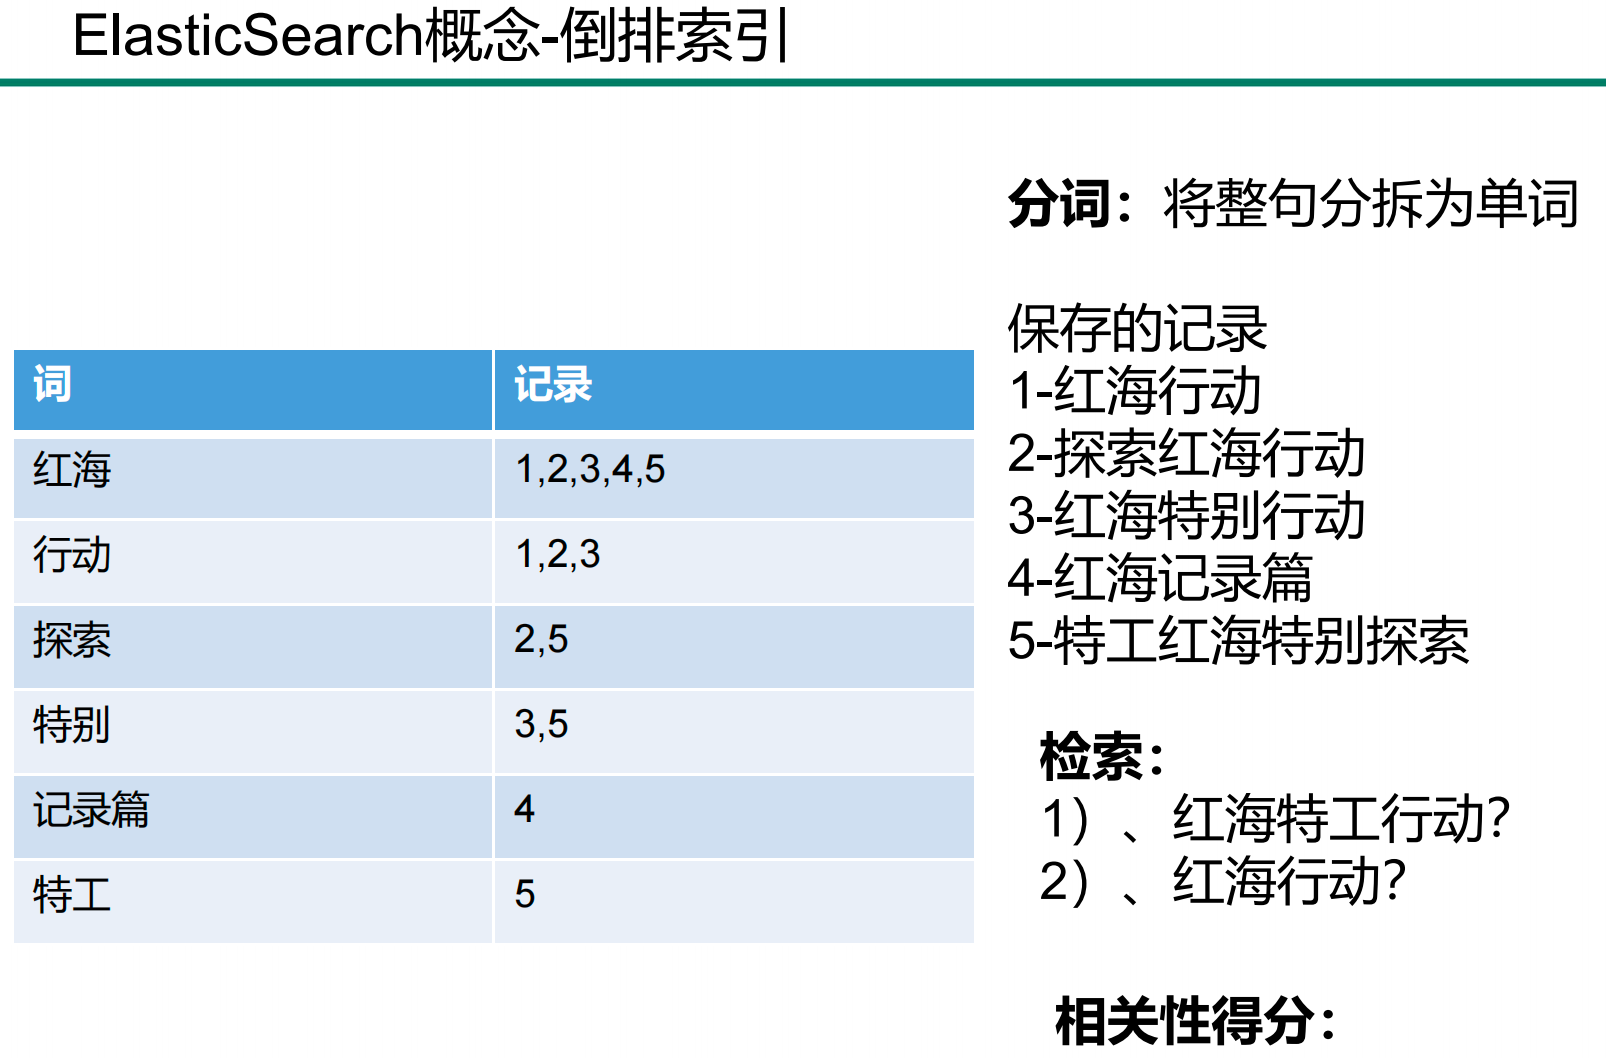 ElasticSearch概念-倒排索引
词 记录
红海 1,2,3,4,5
行动 1,2,3
探索 2,5
特别 3,5
记录篇 4
特工 5
分词：将整句分拆为单词
保存的记录
1-红海行动
2-探索红海行动
3-红海特别行动
4-红海记录篇
5-特工红海特别探索
检索：
1）、红海特工行动？
2）、红海行动？
相关性得分：